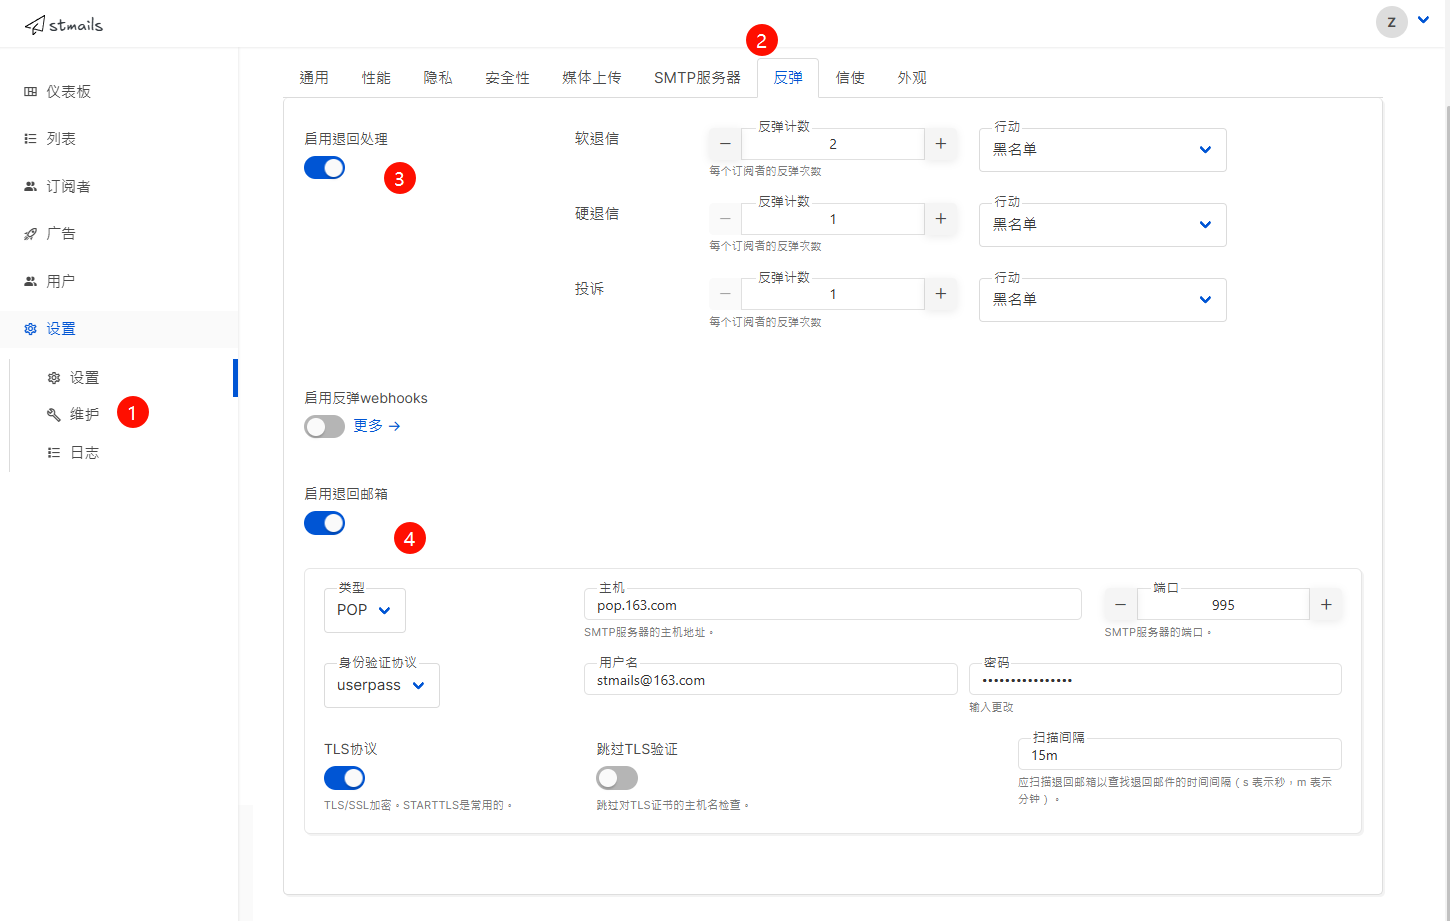 stmails
Z
2
通用 性能 隐私 安全性 媒体上传 SMTP服务器 反弹 信使 外观
仪表板
列表
订阅者
广告
用户
设置
设置
维护
1
日志
启用退回处理
3
软退信
反弹计数
2
每个订阅者的反弹次数
行动
黑名单
硬退信
反弹计数
1
每个订阅者的反弹次数
行动
黑名单
投诉
反弹计数
1
每个订阅者的反弹次数
行动
黑名单
启用反弹webhooks
更多 →
启用退回邮箱
4
类型
POP
主机
pop.163.com
SMTP服务器的主机地址。
端口
995
SMTP服务器的端口。
身份验证协议
userpass
用户名
stmails@163.com
密码
••••••••••••••••
输入更改
TLS协议
TLS/SSL加密。STARTTLS是常用的。
跳过TLS验证
跳过对TLS证书的主机名检查。
扫描间隔
15m
应扫描退回邮箱以查找退回邮件的时间间隔（s 表示秒，m 表示
分钟）。